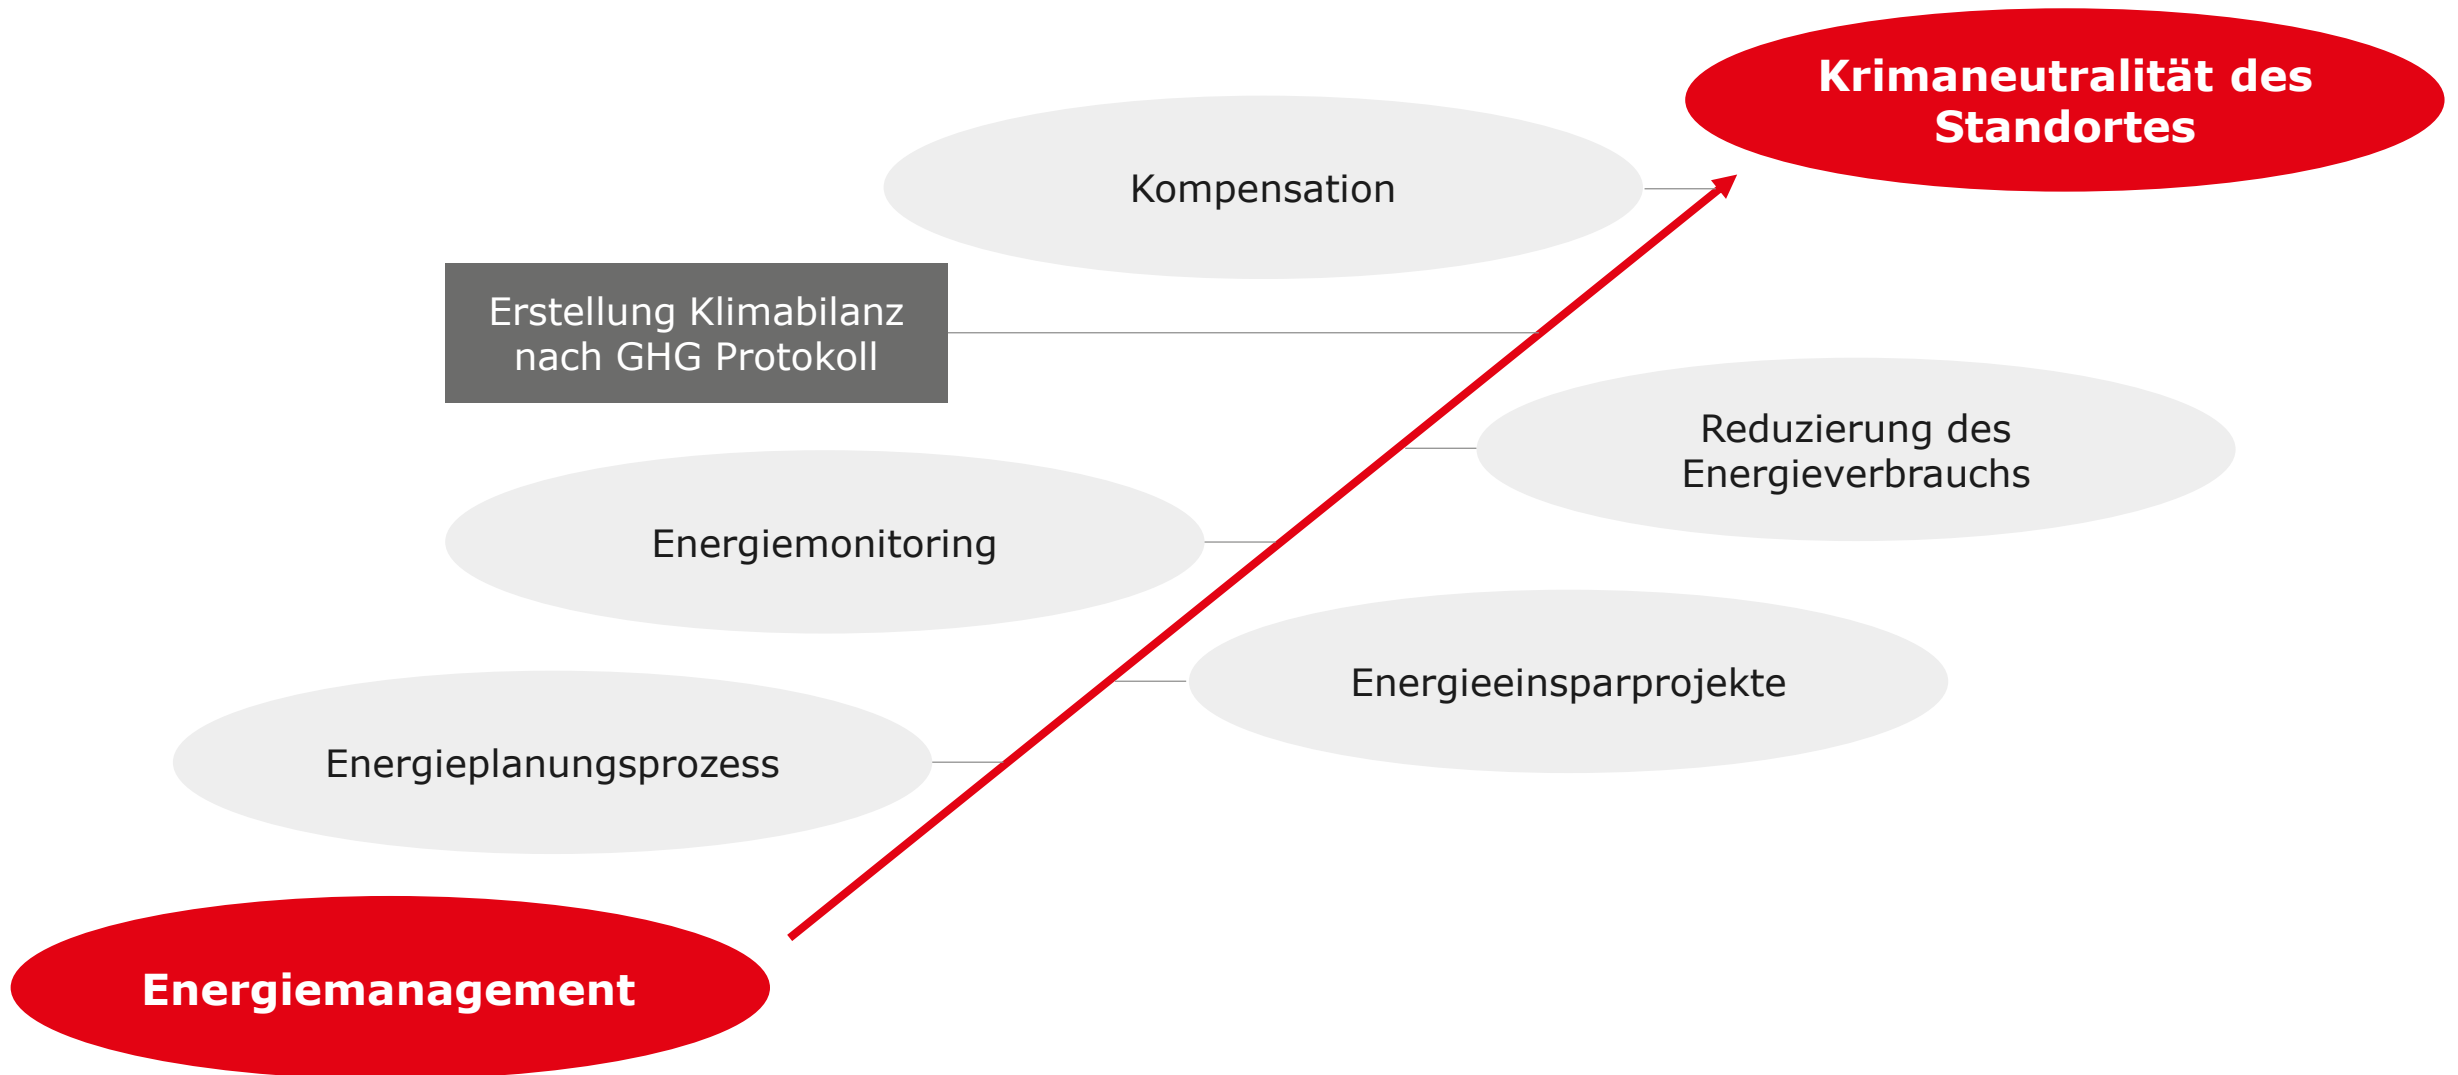 Krimaneutralität des
Standortes
Kompensation
Erstellung Klimabilanz
nach GHG Protokoll
Reduzierung des
Energieverbrauchs
Energiemonitoring
Energieeinsparprojekte
Energieplanungsprozess
Energiemanagement